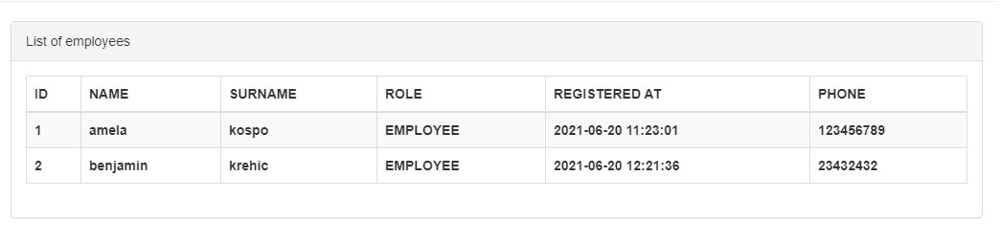 List of employees
ID NAME SURNAME ROLE REGISTERED AT PHONE
1 amela kospo EMPLOYEE 2021-06-20 11:23:01 123456789
2 benjamin krehic EMPLOYEE 2021-06-20 12:21:36 23432432